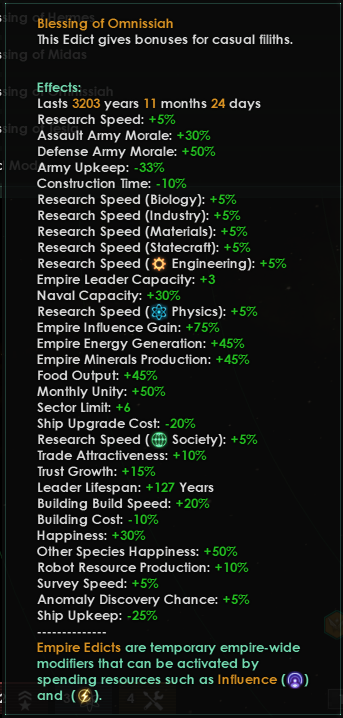 Blessing of Omnissiah
This Edict gives bonuses for casual filiths.
Effects:
Lasts 3203 years 11 months 24 days
Research Speed: +5%
Assault Army Morale: +30%
Defense Army Morale: +50%
Army Upkeep: -33%
Construction Time: -10%
Research Speed (Biology): +5%
Research Speed (Industry): +5%
Research Speed (Materials): +5%
Research Speed (Statecraft): +5%
Research Speed ( Engineering): +5%
Empire Leader Capacity: +3
Naval Capacity: +30%
Research Speed ( Physics): +5%
Empire Influence Gain: +75%
Empire Energy Generation: +45%
Empire Minerals Production: +45%
Food Output: +45%
Monthly Unity: +50%
Sector Limit: +6
Ship Upgrade Cost: -20%
Research Speed ( Society): +5%
Trade Attractiveness: +10%
Trust Growth: +15%
Leader Lifespan: +127 Years
Building Build Speed: +20%
Building Cost: -10%
Happiness: +30%
Other Species Happiness: +50%
Robot Resource Production: +10%
Survey Speed: +5%
Anomaly Discovery Chance: +5%
Ship Upkeep: -25%
--------------
Empire Edicts are temporary empire-wide
modifiers that can be activated by
spending resources such as Influence ( )
and ( ).